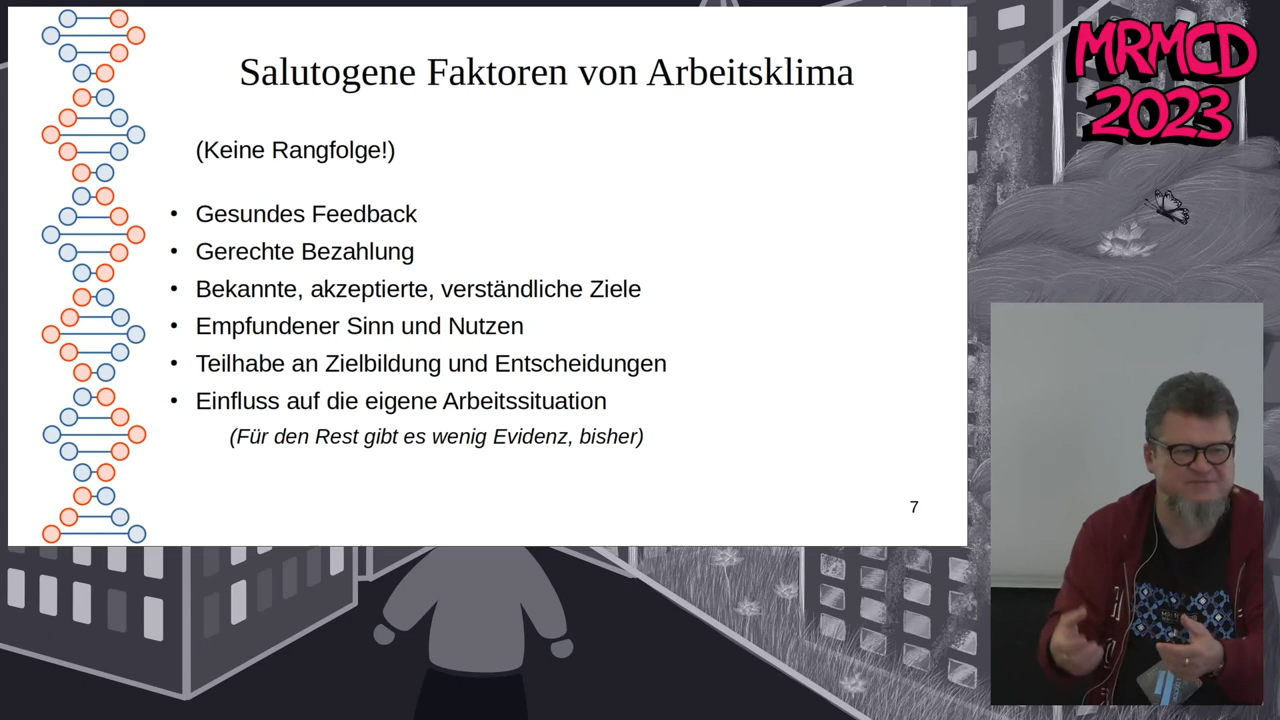 Salutogene Faktoren von Arbeitsklima
(Keine Rangfolge!)
• Gesundes Feedback
• Gerechte Bezahlung
• Bekannte, akzeptierte, verständliche Ziele
• Empfundener Sinn und Nutzen
• Teilhabe an Zielbildung und Entscheidungen
• Einfluss auf die eigene Arbeitssituation
(Für den Rest gibt es wenig Evidenz, bisher)
7
MRMCD
2023